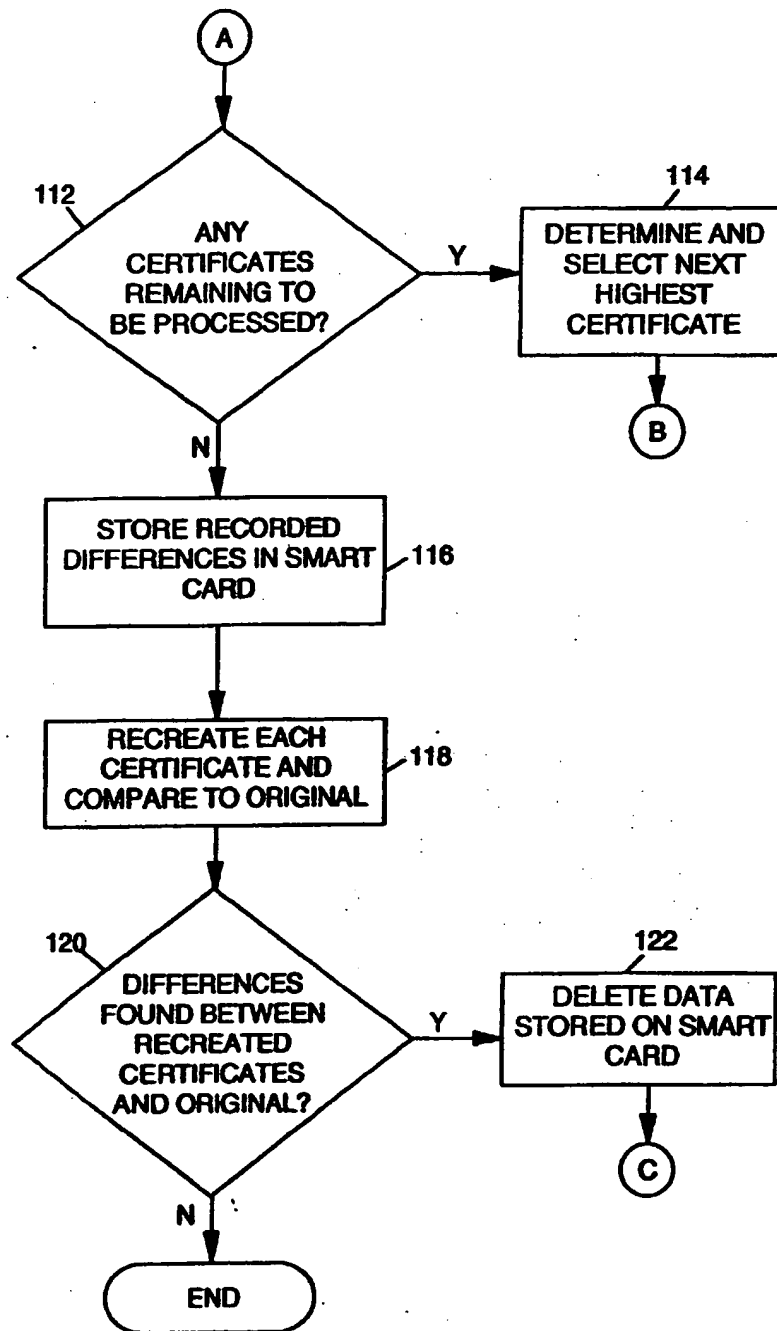 A
112
ANY
CERTIFICATES
REMAINING TO
BE PROCESSED?
Y
114
DETERMINE AND
SELECT NEXT
HIGHEST
CERTIFICATE
B
N
STORE RECORDED
DIFFERENCES IN SMART
CARD
116
RECREATE EACH
CERTIFICATE AND
COMPARE TO ORIGINAL
118
120
DIFFERENCES
FOUND BETWEEN
RECREATED
CERTIFICATES
AND ORIGINAL?
Y
122
DELETE DATA
STORED ON SMART
CARD
C
N
END